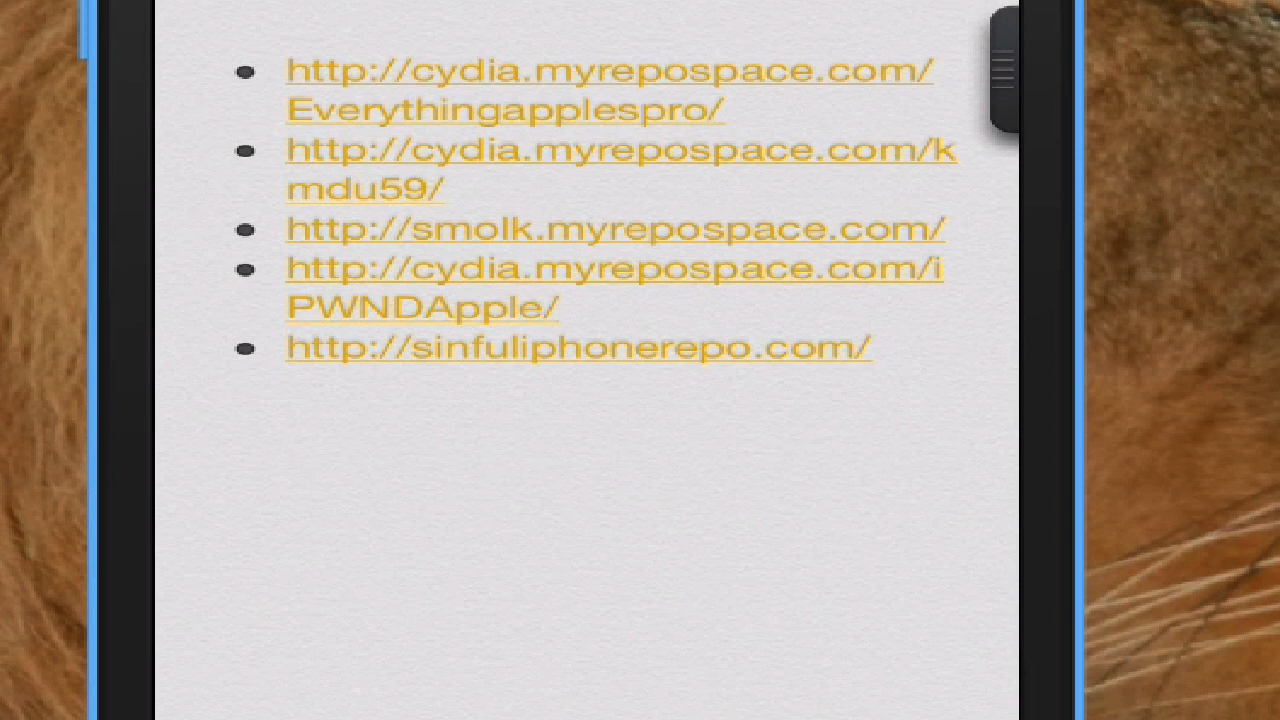 http://cydia.myrepospace.com/
Everythingapplespro/
http://cydia.myrepospace.com/k
mdu59/
http://smolk.myrepospace.com/
http://cydia.myrepospace.com/i
PWNDApple/
http://sinfuliphonerepo.com/